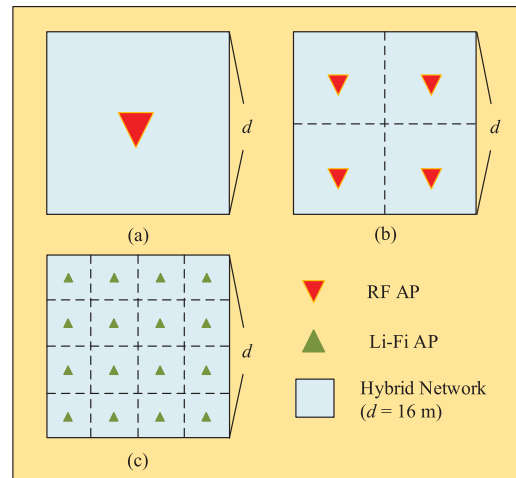 d
d
(a)
(b)
d
(c)
RF AP
Li-Fi AP
Hybrid Network
(d = 16 m)